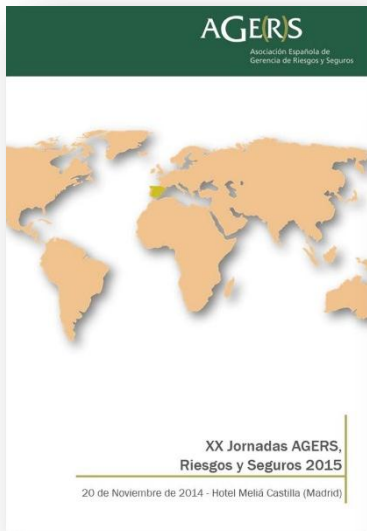 AGE(R)S
Asociación Española de
Gerencia de Riesgos y Seguros
XX Jornadas AGERS,
Riesgos y Seguros 2015
20 de Noviembre de 2014 - Hotel Meliá Castilla (Madrid)